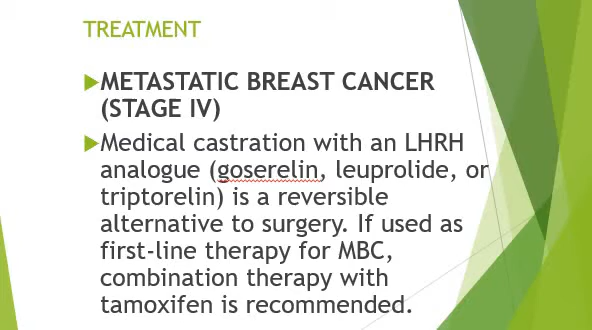 TREATMENT
METASTATIC BREAST CANCER
(STAGE IV)
Medical castration with an LHRH
analogue (goserelin, leuprolide, or
triptorelin) is a reversible
alternative to surgery. If used as
first-line therapy for MBC,
combination therapy with
tamoxifen is recommended.